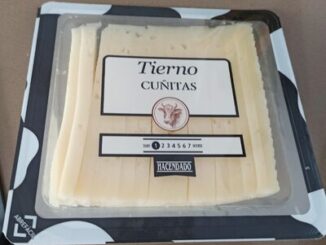 Tierno
CUÑITAS
1 2 3 4 5 6 7
HACENDADO